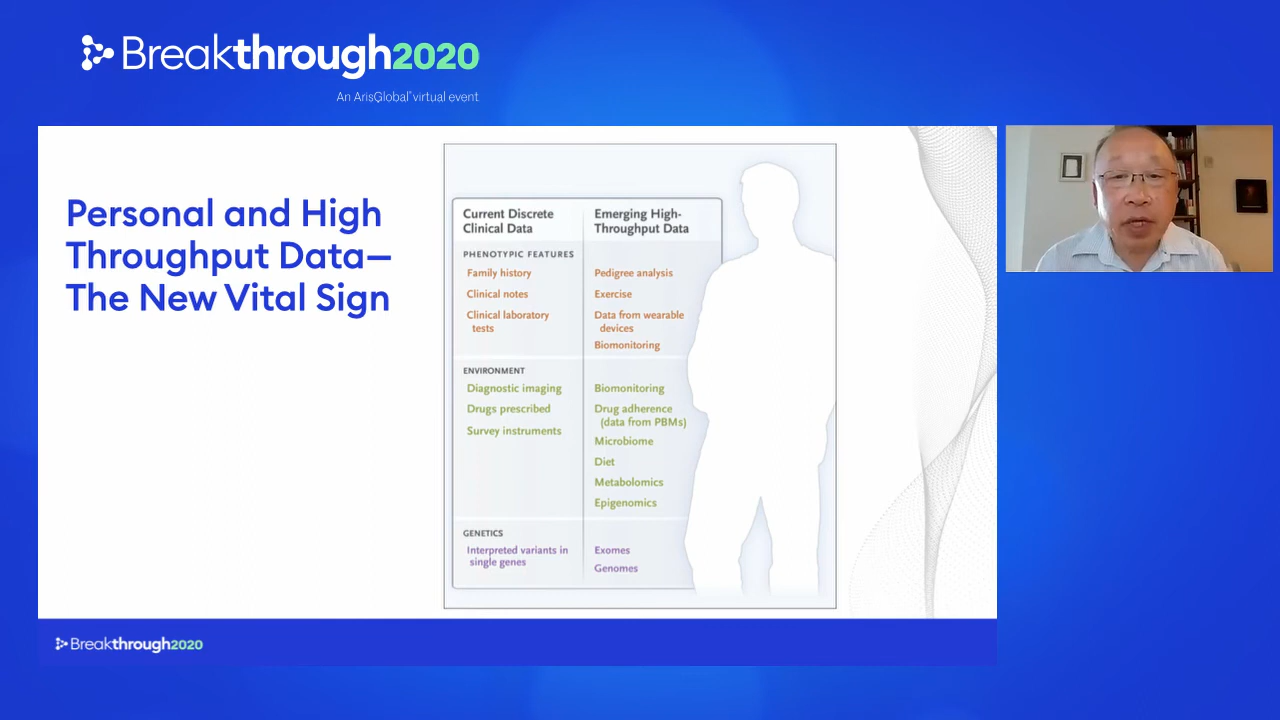 Breakthrough2020
An ArisGlobal® virtual event
Personal and High
Throughput Data—
The New Vital Sign
Current Discrete
Clinical Data
Emerging High-
Throughput Data
PHENOTYPIC FEATURES
Family history
Clinical notes
Clinical laboratory
tests
Pedigree analysis
Exercise
Data from wearable
devices
Biomonitoring
ENVIRONMENT
Diagnostic imaging
Drugs prescribed
Survey instruments
Biomonitoring
Drug adherence
(data from PBMs)
Microbiome
Diet
Metabolomics
Epigenomics
GENETICS
Interpreted variants in
single genes
Exomes
Genomes
Breakthrough2020